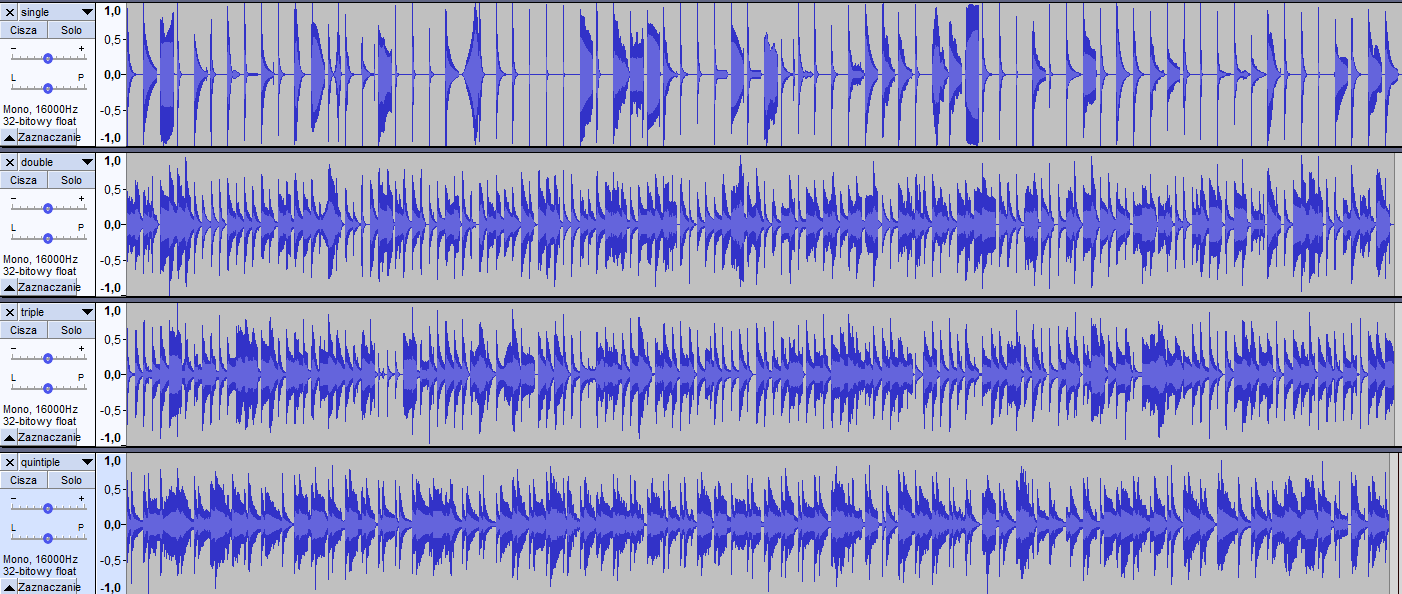 single
Cisza Solo
- +
L P
Mono, 16000Hz
32-bitowy float
Zaznaczanie
1,0
0,5-
0,0-
-0,5-
-1,0
double
Cisza Solo
- +
L P
Mono, 16000Hz
32-bitowy float
Zaznaczanie
1,0
0,5-
0,0-
-0,5-
-1,0
triple
Cisza Solo
- +
L P
Mono, 16000Hz
32-bitowy float
Zaznaczanie
1,0
0,5-
0,0-
-0,5-
-1,0
quintiple
Cisza Solo
- +
L P
Mono, 16000Hz
32-bitowy float
Zaznaczanie
1,0
0,5-
0,0-
-0,5-
-1,0